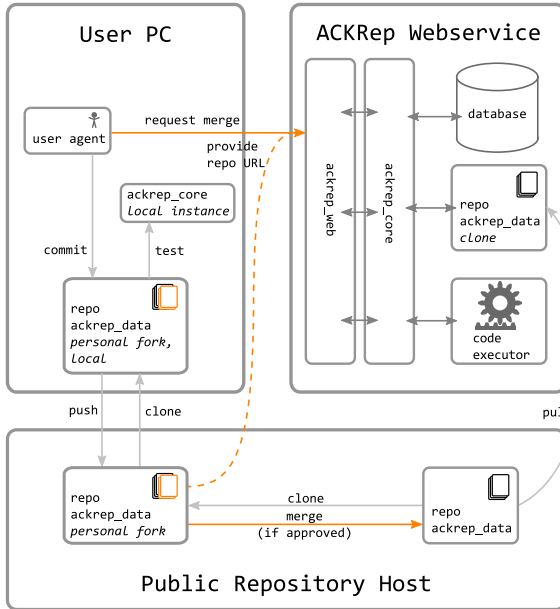 User PC
ACKRep Webservice
user agent
request merge
provide
repo URL
ackrep_core
local instance
commit
test
repo
ackrep_data
personal fork,
local
ackrep_web
ackrep_core
database
repo
ackrep_data
clone
code
executor
push
clone
repo
ackrep_data
personal fork
clone
merge
(if approved)
repo
ackrep_data
Public Repository Host